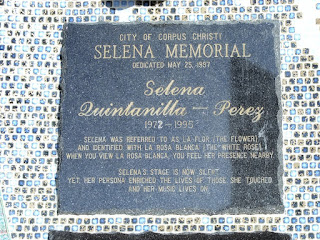 CITY OF CORPUS CHRISTI
SELENA MEMORIAL
DEDICATED MAY 25, 1997
Selena
Quintanilla - Perez
1972 - 1995
SELENA WAS REFERRED TO AS LA FLOR (THE FLOWER)
AND IDENTIFIED WITH LA ROSA BLANCA (THE WHITE ROSE)
WHEN YOU VIEW LA ROSA BLANCA, YOU FEEL HER PRESENCE NEARBY.
SELENA'S STAGE IS NOW SILENT
YET, HER PERSONA ENRICHED THE LIVES OF THOSE SHE TOUCHED
AND HER MUSIC LIVES ON.